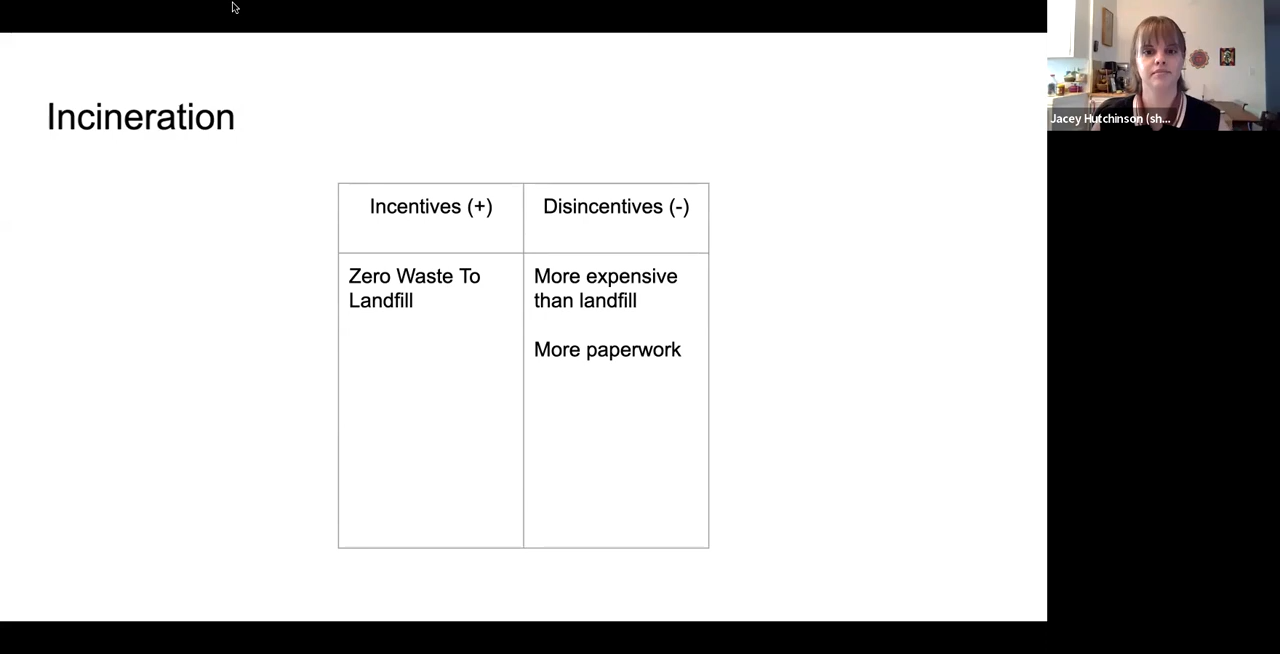 Incineration
Incentives (+)
Disincentives (-)
Zero Waste To
Landfill
More expensive
than landfill
More paperwork
Jacey Hutchinson (sh...